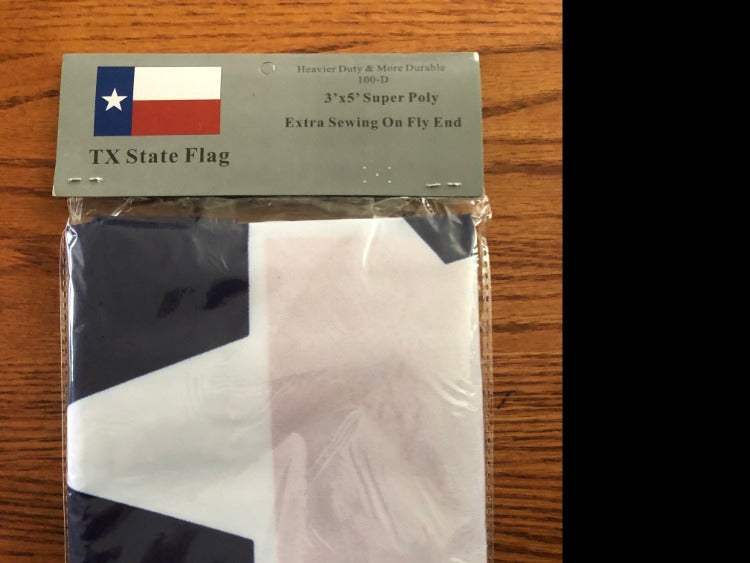 Heavier Duty & More Durable
100-D
3'x5' Super Poly
Extra Sewing On Fly End
TX State Flag